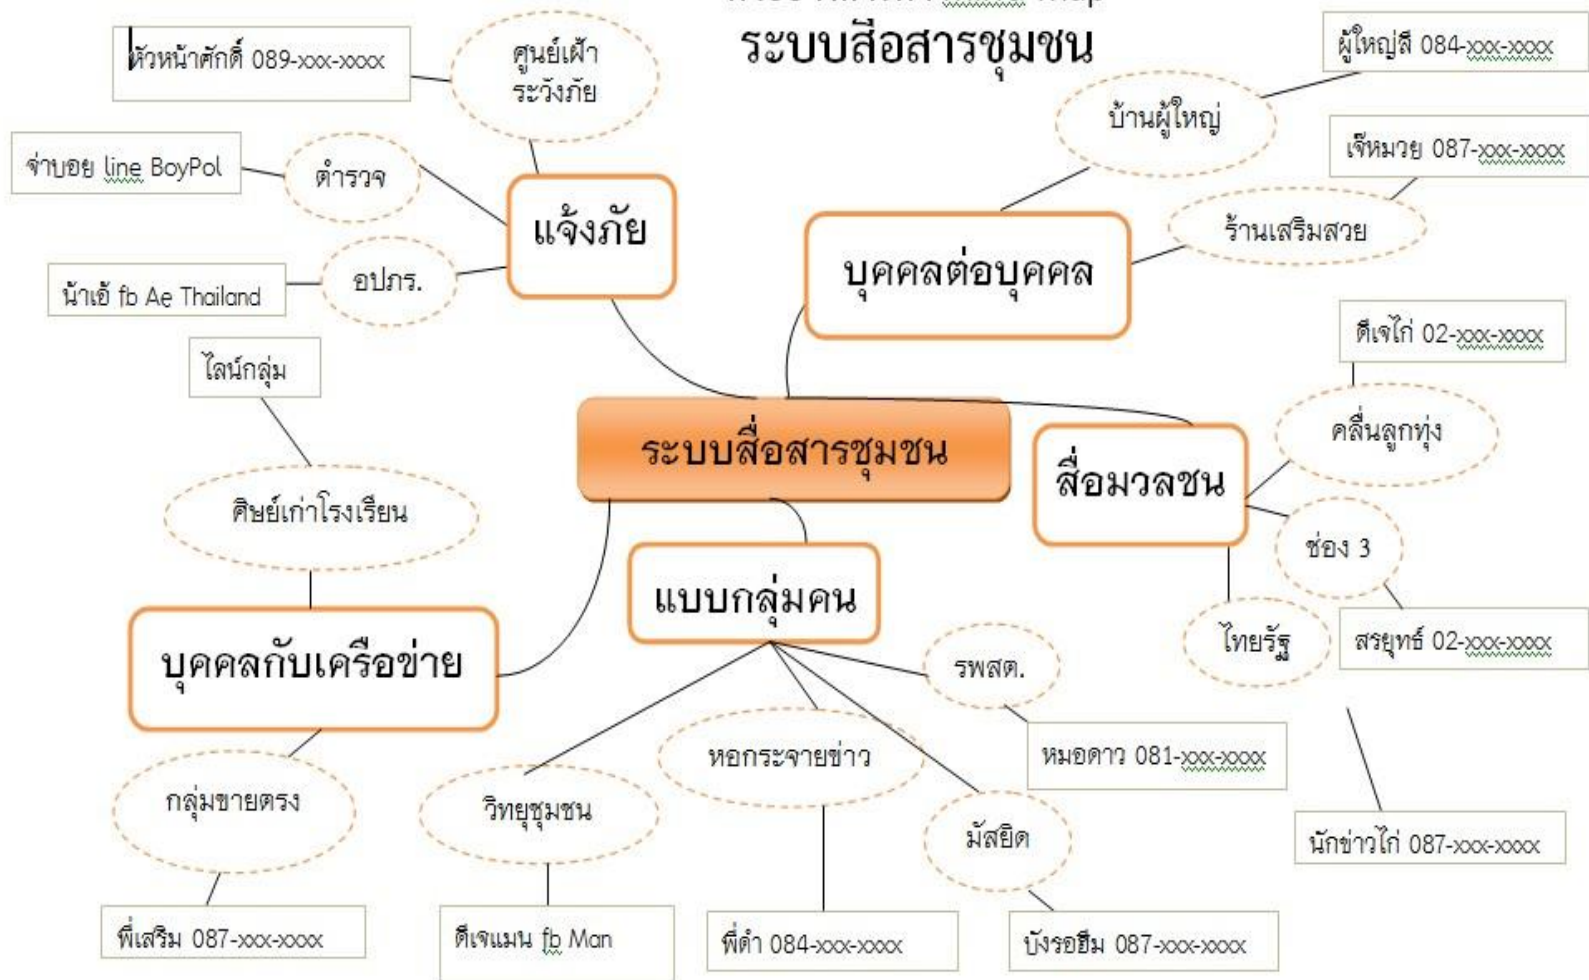 Map
ระบบสื่อสารชุมชน
หัวหน้าศักดิ์ 089-xxx-xxxx
ศูนย์เฝ้า
ระวังภัย
ผู้ใหญ่ลี 084-xxx-xxxx
บ้านผู้ใหญ่
จ่าบอย line BoyPol
ตำรวจ
แจ้งภัย
เจ๊หมวย 087-xxx-xxxx
ร้านเสริมสวย
บุคคลต่อบุคคล
น้าเอ้ fb Ae Thailand
อปภร.
ไลน์กลุ่ม
ดีเจไก่ 02-xxx-xxxx
คลื่นลูกทุ่ง
ระบบสื่อสารชุมชน
สื่อมวลชน
ศิษย์เก่าโรงเรียน
ช่อง 3
แบบกลุ่มคน
ไทยรัฐ
สรยุทธ์ 02-xxx-xxxx
บุคคลกับเครือข่าย
รพสต.
หมอดาว 081-xxx-xxxx
หอกระจายข่าว
กลุ่มขายตรง
วิทยุชุมชน
มัสยิด
นักข่าวไก่ 087-xxx-xxxx
พี่เสริม 087-xxx-xxxx
ดีเจแมน fb Man
พี่ดำ 084-xxx-xxxx
บังรอฮีม 087-xxx-xxxx